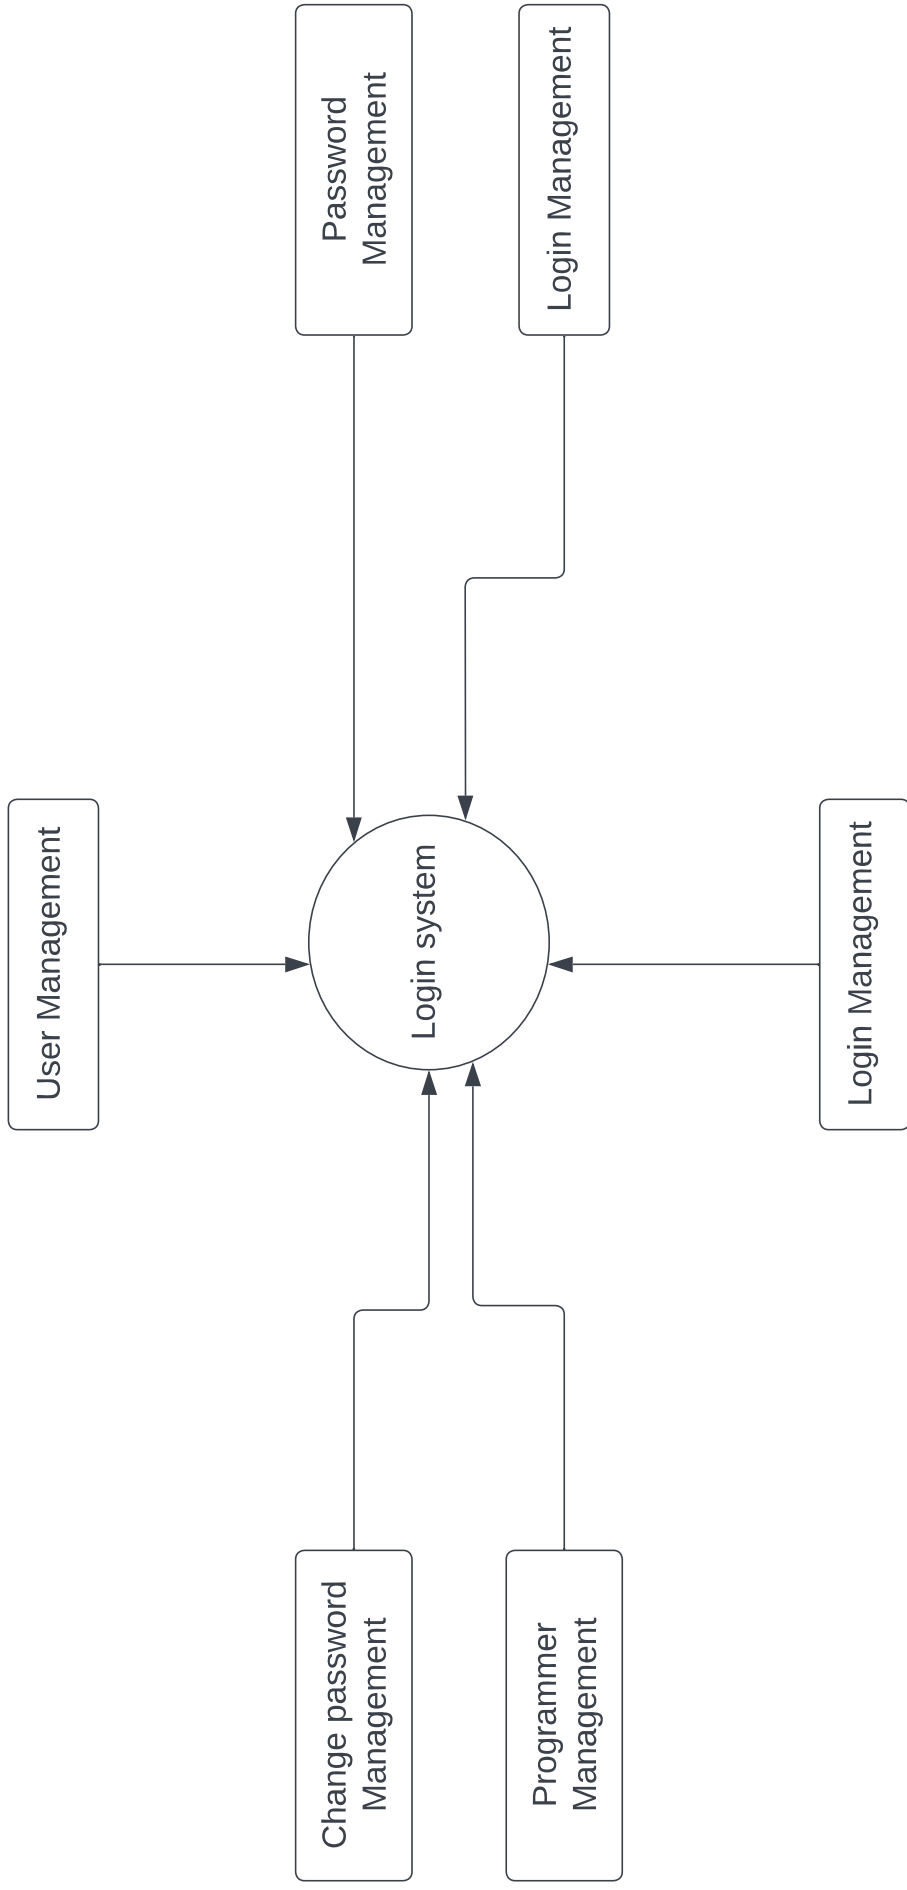 User Management
Change password
Management
Password
Management
Login system
Programmer
Management
Login Management
Login Management